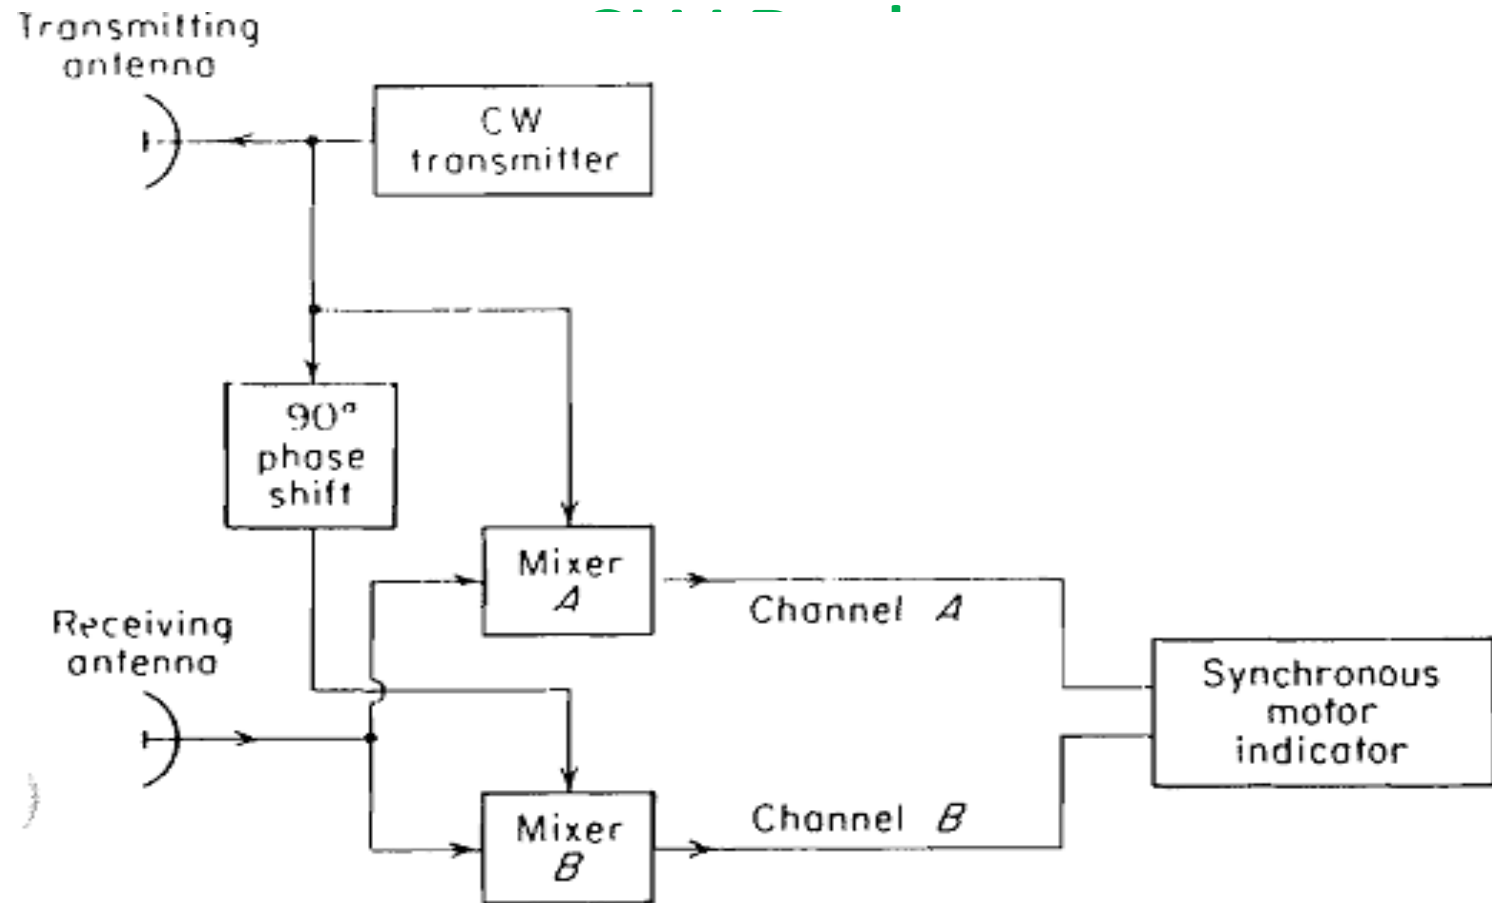 Transmitting
antenna
CW
transmitter
90°
phase
shift
Mixer
A
Channel A
Receiving
antenna
Synchronous
motor
indicator
Mixer
B
Channel B